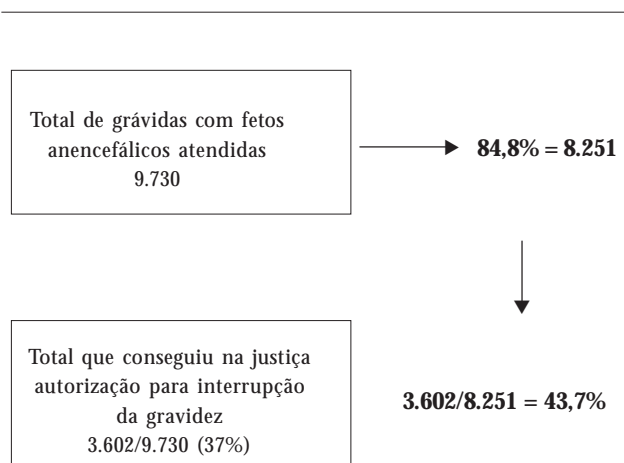 Total de grávidas com fetos
anencefálicos atendidas
9.730
84,8% = 8.251
Total que conseguiu na justiça
autorização para interrupção
da gravidez
3.602/9.730 (37%)
3.602/8.251 = 43,7%